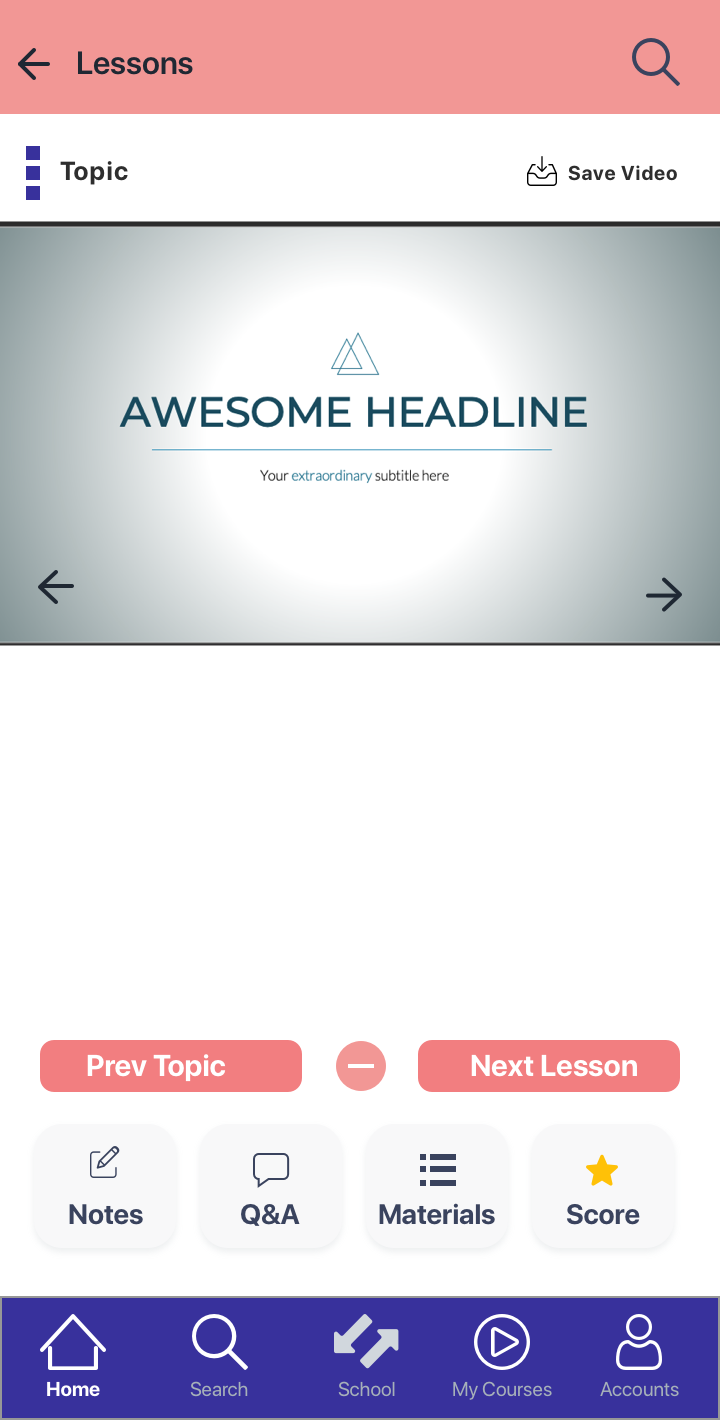 Lessons
Topic
Save Video
AWESOME HEADLINE
Your extraordinary subtitle here
Prev Topic
Next Lesson
Notes
Q&A
Materials
Score
Home
Search
School
My Courses
Accounts